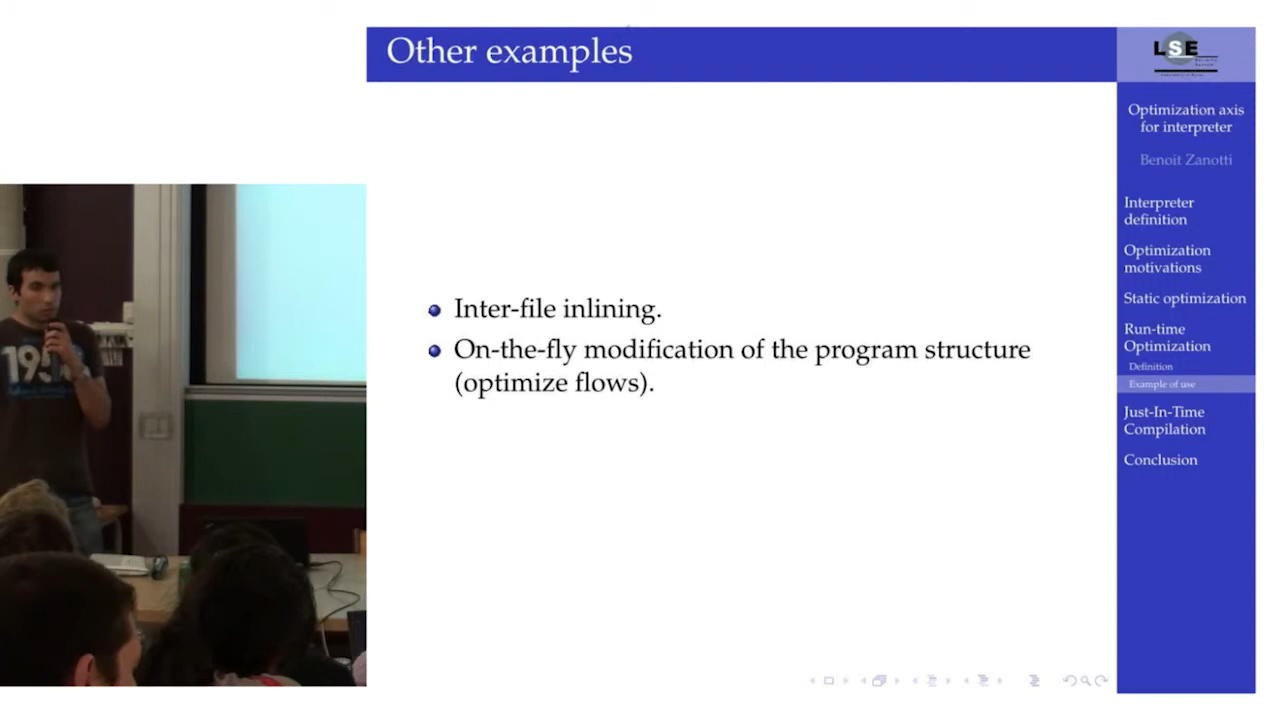 Other examples
Inter-file inlining.
On-the-fly modification of the program structure
(optimize flows).
LSE
Optimization axis
for interpreter
Benoit Zanotti
Interpreter
definition
Optimization
motivations
Static optimization
Run-time
Optimization
Definition
Example of use
Just-In-Time
Compilation
Conclusion